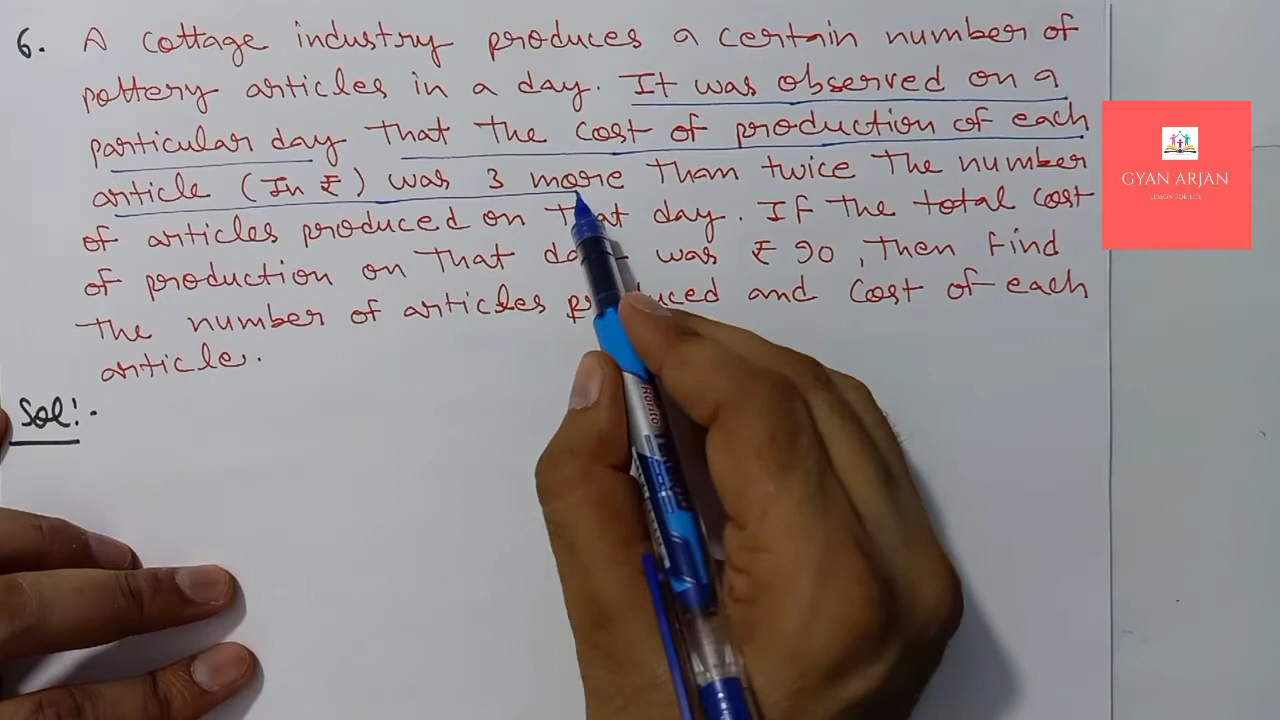 6. A cottage industry produces a certain number of
pottery articles in a day. It was observed on a
particular day that the cost of production of each
article (In ₹) was 3 more than twice the number
of articles produced on that day. If the total cost
of production on that was ₹ 90, then find
the number of articles produced and cost of each
article.
Sol:-
GYAN ARJAN
Rorito